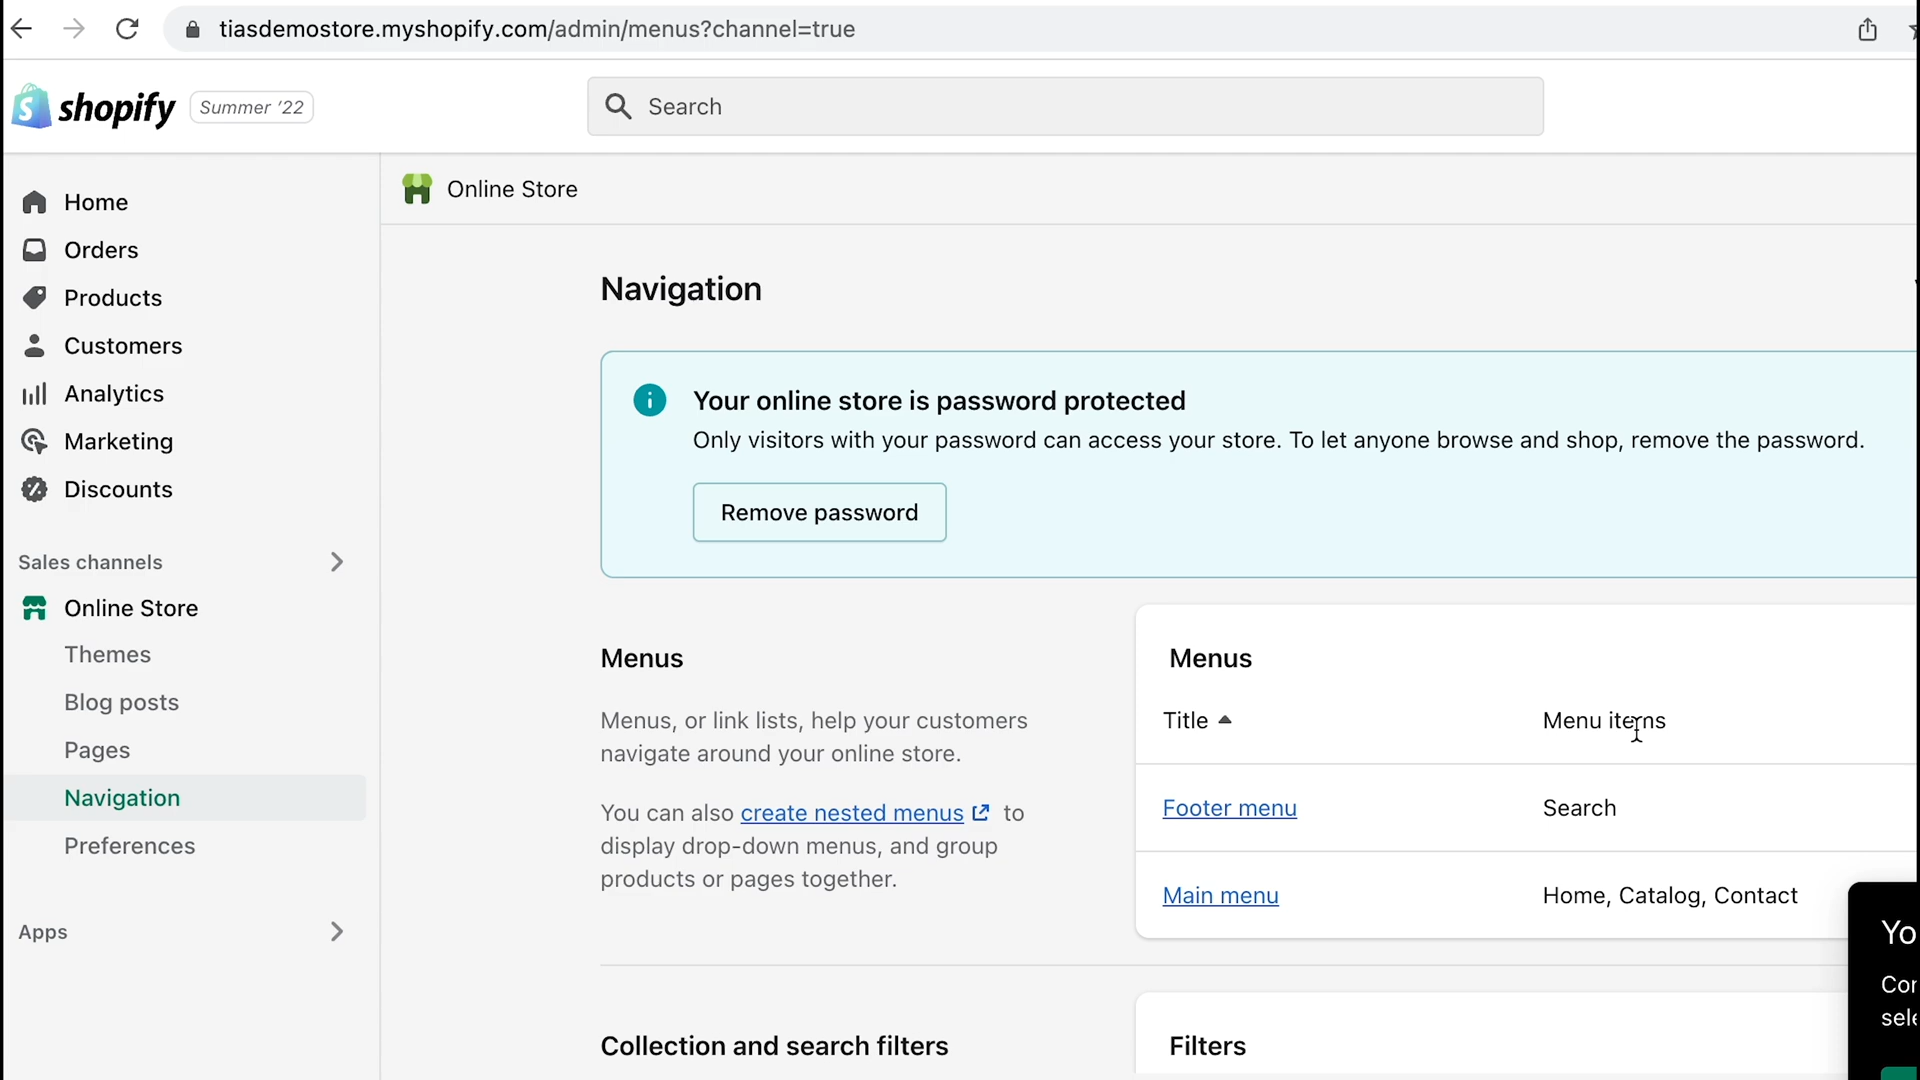 tiasdemostore.myshopify.com/admin/menus?channel=true
shopify
Summer '22
Search
Home
Orders
Products
Customers
Analytics
Marketing
Discounts
Sales channels
Online Store
Themes
Blog posts
Pages
Navigation
Preferences
Apps
Online Store
Navigation
Your online store is password protected
Only visitors with your password can access your store. To let anyone browse and shop, remove the password.
Remove password
Menus
Menus, or link lists, help your customers
navigate around your online store.
You can also create nested menus to
display drop-down menus, and group
products or pages together.
Menus
Title
Menu items
Footer menu
Search
Main menu
Home, Catalog, Contact
Collection and search filters
Filters